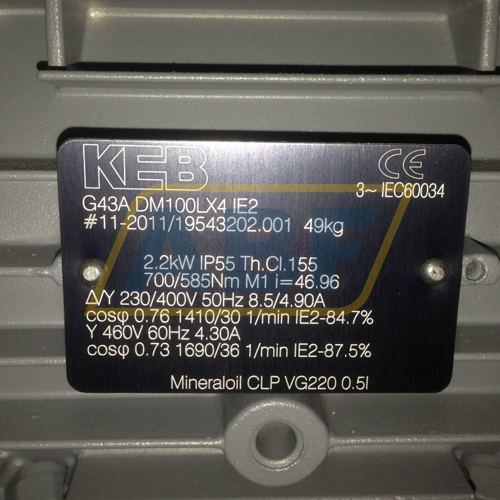 KEB CE
3~ IEC60034
G43A DM100LX4 IE2
#11-2011/19543202.001 49kg
2.2kW IP55 Th.Cl.155
700/585Nm M1 i=46.96
Δ/Y 230/400V 50Hz 8.5/4.90A
cosφ 0.76 1410/30 1/min IE2-84.7%
Y 460V 60Hz 4.30A
cosφ 0.73 1690/36 1/min IE2-87.5%
Mineraloil CLP VG220 0.5l